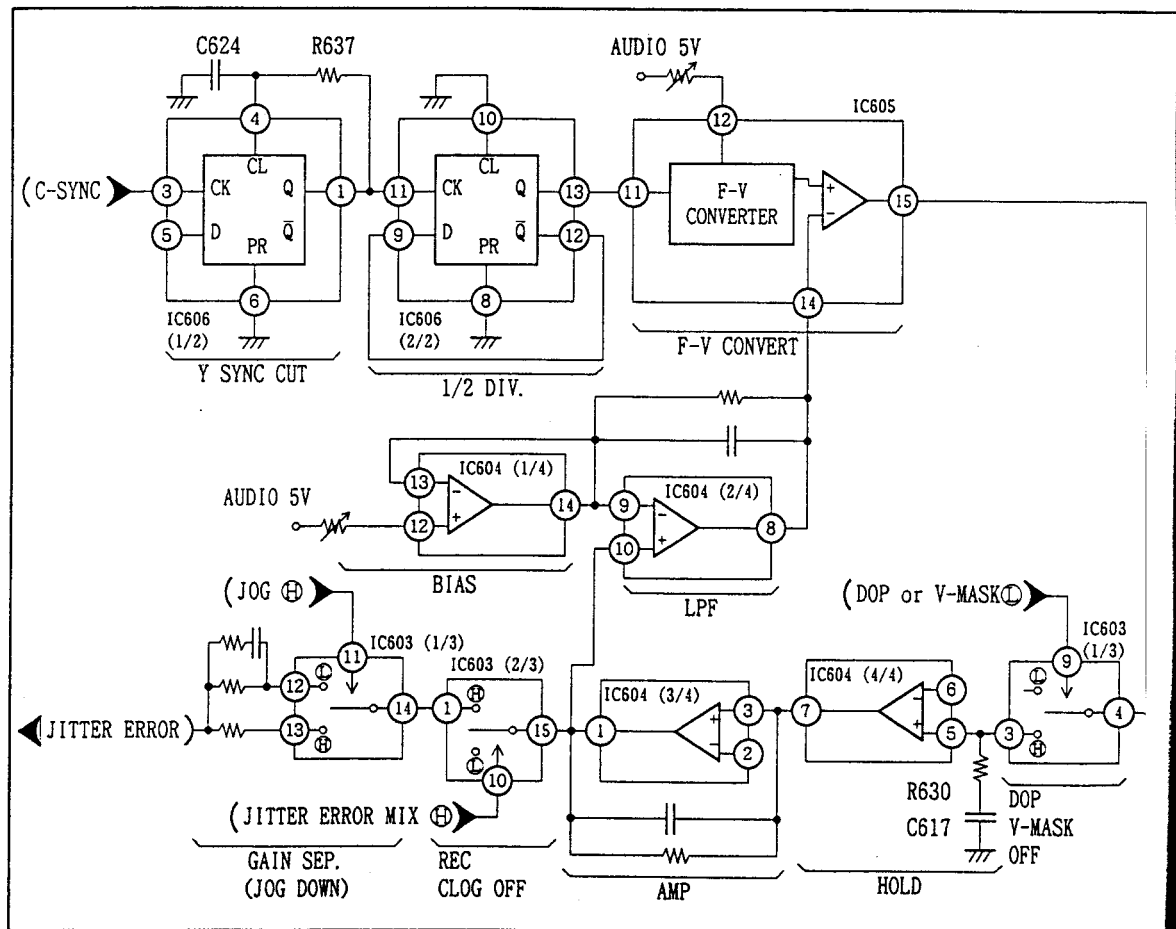 C624
R637
AUDIO 5V
IC605
4
10
12
CL
CL
(C-SYNC)
3
CK
Q
1
11
CK
Q
13
11
F-V
CONVERTER
+
−
15
5
D
Q̅
9
D
Q̅
12
PR
PR
6
8
14
IC606
(1/2)
IC606
(2/2)
Y SYNC CUT
1/2 DIV.
F-V CONVERT
IC604 (1/4)
IC604 (2/4)
13
−
14
9
−
AUDIO 5V
12
+
10
+
8
BIAS
LPF
(JOG Ⓗ)
(DOP or V-MASK⒧)
IC603 (1/3)
IC603 (2/3)
IC603
(1/3)
11
9
IC604 (3/4)
IC604 (4/4)
12
Ⓛ
14
1
Ⓗ
15
1
+
3
7
−
6
Ⓛ
4
(JITTER ERROR)
13
Ⓗ
Ⓛ
10
−
2
+
5
3
Ⓗ
(JITTER ERROR MIX Ⓗ)
R630
C617
DOP
V-MASK
OFF
GAIN SEP.
(JOG DOWN)
REC
CLOG OFF
AMP
HOLD